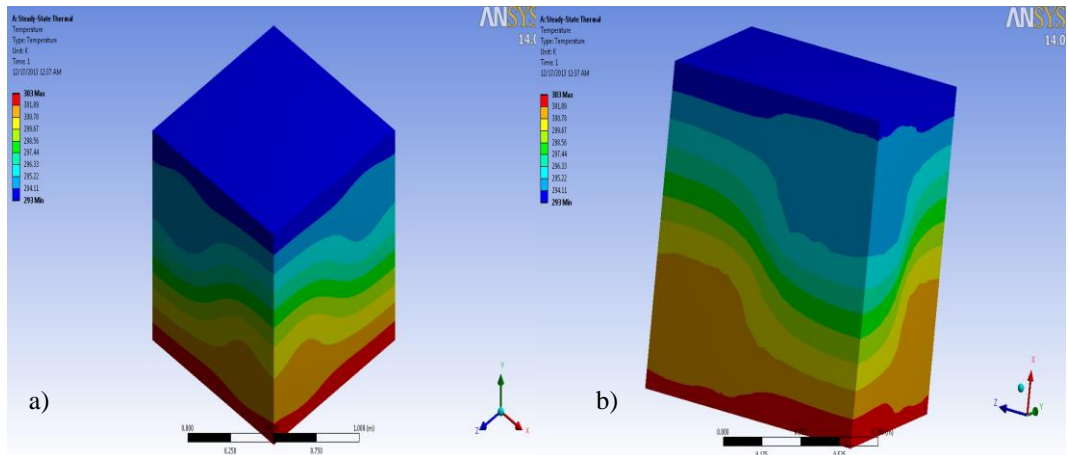 A: Steady-State Thermal
Temperature
Type: Temperature
Unit: K
Time: 1
12/17/2013 12:37 AM
303 Max
301.89
300.78
299.67
298.56
297.44
296.33
295.22
294.11
293 Min
ANSYS
14.0
a)
0.000
1.000 (m)
0.250
0.750
Y
Z
X
A: Steady-State Thermal
Temperature
Type: Temperature
Unit: K
Time: 1
12/17/2013 12:37 AM
303 Max
301.89
300.78
299.67
298.56
297.44
296.33
295.22
294.11
293 Min
ANSYS
14.0
b)
0.000
0.175
0.525
X
Z
Y